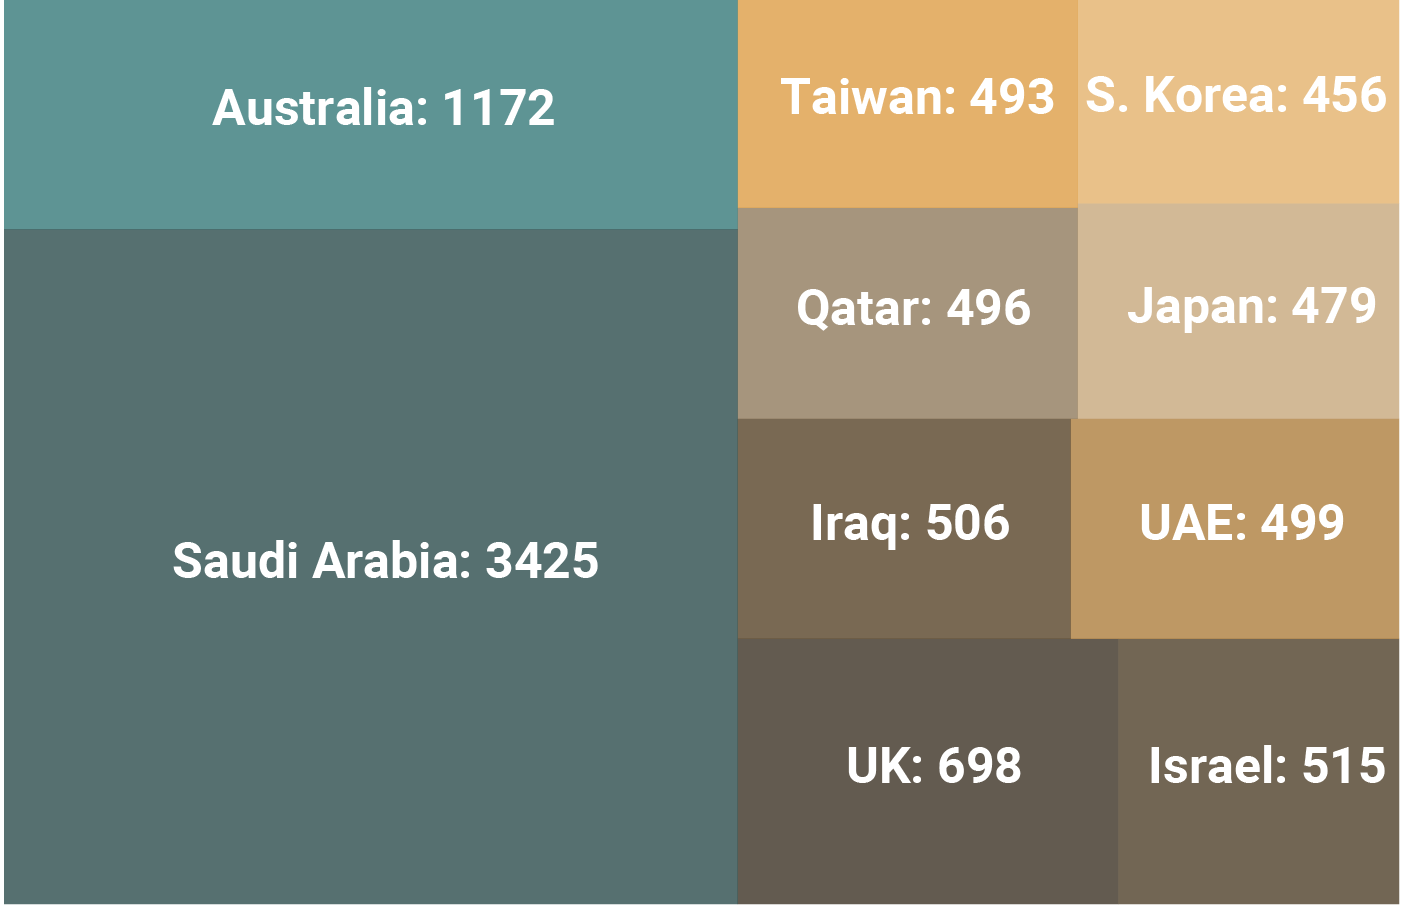 Australia: 1172
Taiwan: 493
S. Korea: 456
Qatar: 496
Japan: 479
Saudi Arabia: 3425
Iraq: 506
UAE: 499
UK: 698
Israel: 515